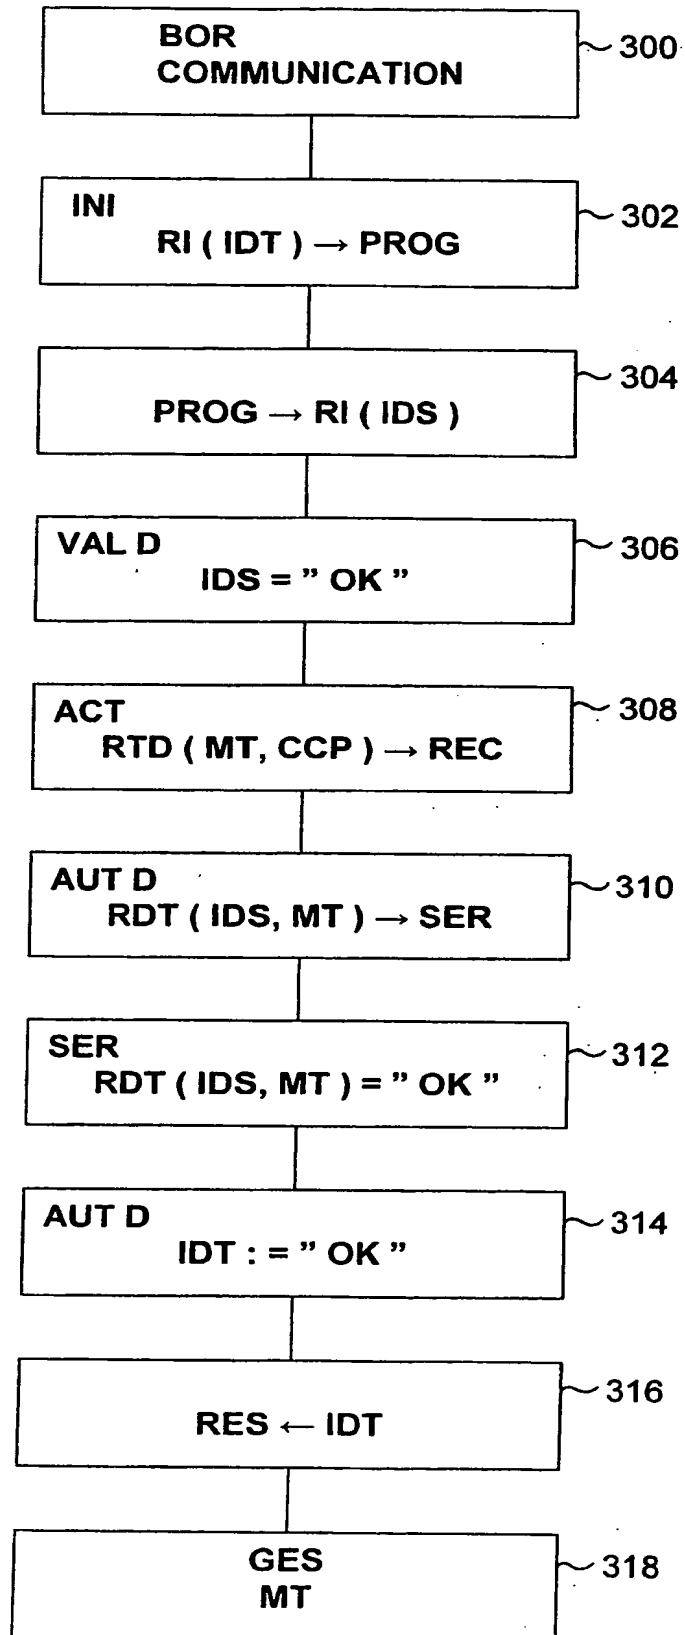 BOR
COMMUNICATION
300
INI
RI ( IDT ) → PROG
302
PROG → RI ( IDS )
304
VAL D
IDS = ” OK ”
306
ACT
RTD ( MT, CCP ) → REC
308
AUT D
RDT ( IDS, MT ) → SER
310
SER
RDT ( IDS, MT ) = ” OK ”
312
AUT D
IDT : = ” OK ”
314
RES ← IDT
316
GES
MT
318